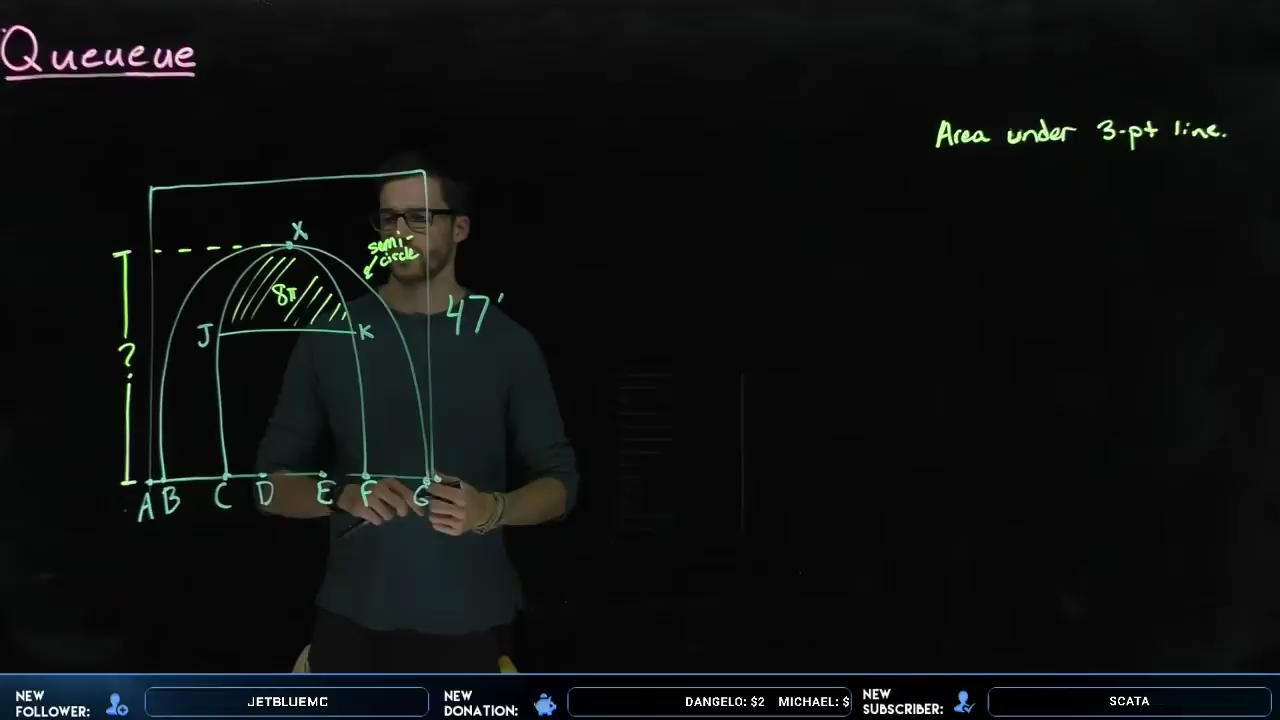 Queueue
Area under 3-pt line.
X
semi-
circle
8π
47'
J
K
?
A B C D E F G
NEW
FOLLOWER:
JETBLUEMC
NEW
DONATION:
DANGELO: $2 MICHAEL: $
NEW
SUBSCRIBER:
SCATA